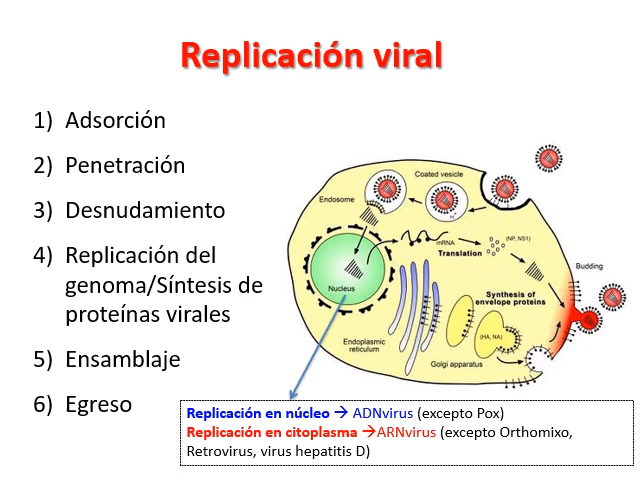 Replicación viral
1) Adsorción
2) Penetración
3) Desnudamiento
4) Replicación del
genoma/Síntesis de
proteínas virales
5) Ensamblaje
6) Egreso
Coated vesicle
Endosome
H+
mRNA
(NP, NS1)
Translation
Budding
Nucleus
Synthesis of
envelope proteins
(HA, NA)
Endoplasmic
reticulum
Golgi apparatus
Replicación en núcleo → ADNvirus (excepto Pox)
Replicación en citoplasma →ARNvirus (excepto Orthomixo,
Retrovirus, virus hepatitis D)